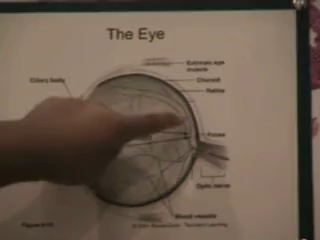 The Eye
Extrinsic eye
muscle
Ciliary body
Choroid
Retina
Fovea
Optic nerve
Blood vessels